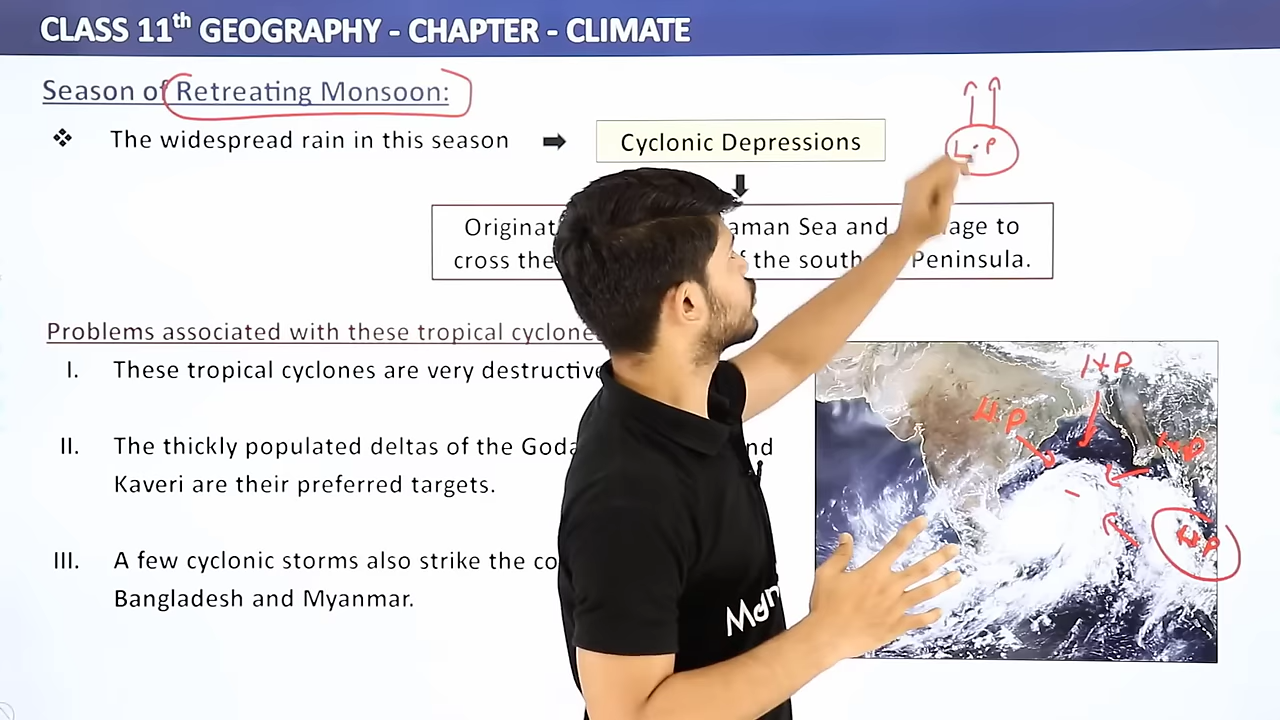 CLASS 11th GEOGRAPHY - CHAPTER - CLIMATE
Season of Retreating Monsoon:
❖ The widespread rain in this season ➡ Cyclonic Depressions
L.P
Originat aman Sea and age to
cross the f the south Peninsula.
Problems associated with these tropical cyclone
I. These tropical cyclones are very destructive
II. The thickly populated deltas of the Goda nd
Kaveri are their preferred targets.
III. A few cyclonic storms also strike the co
Bangladesh and Myanmar.
H.P
H.P
H.P
H.P